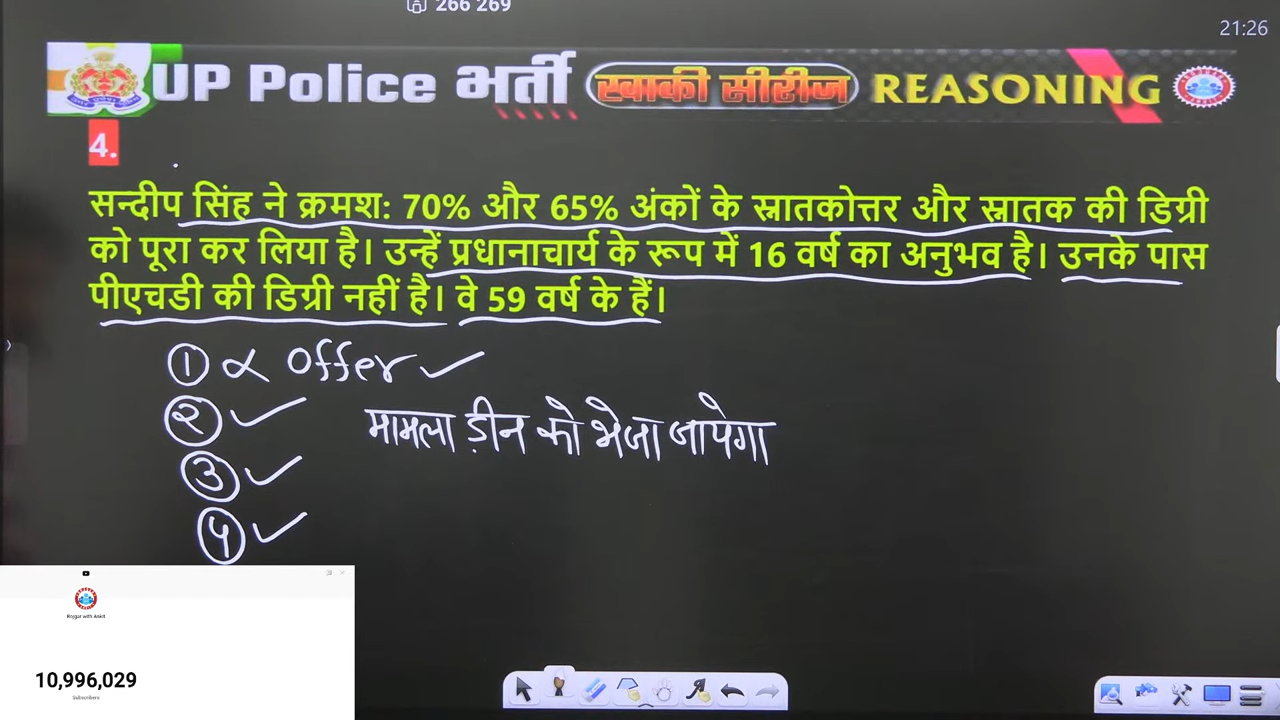 266 269
21:26
UP Police भर्ती खाकी सीरीज REASONING
4.
सन्दीप सिंह ने क्रमश: 70% और 65% अंकों के स्नातकोत्तर और स्नातक की डिग्री
को पूरा कर लिया है। उन्हें प्रधानाचार्य के रूप में 16 वर्ष का अनुभव है। उनके पास
पीएचडी की डिग्री नहीं है। वे 59 वर्ष के हैं।
① ∝ Offer ✓
② ✓ मामला डीन को भेजा जायेगा
③ ✓
④ ✓
Rojgar with Ankit
10,996,029
Subscribers